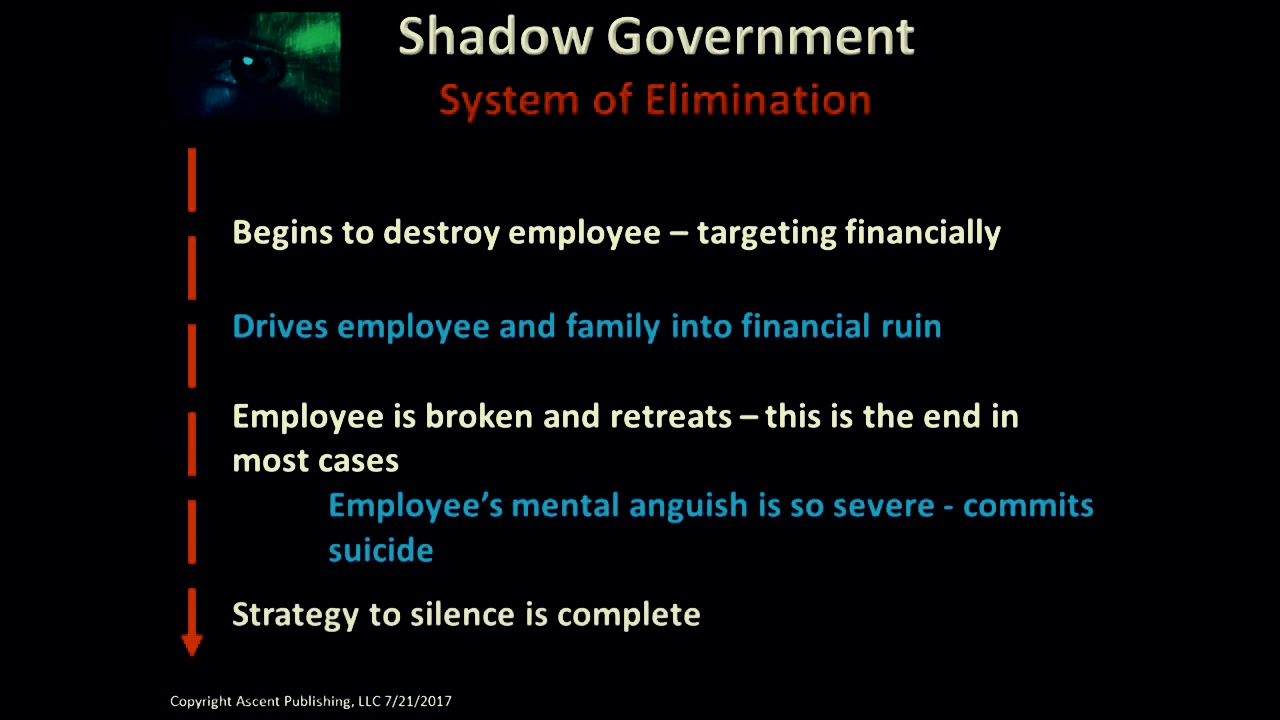 Shadow Government
System of Elimination
Begins to destroy employee – targeting financially
Drives employee and family into financial ruin
Employee is broken and retreats – this is the end in
most cases
Employee’s mental anguish is so severe - commits
suicide
Strategy to silence is complete
Copyright Ascent Publishing, LLC 7/21/2017